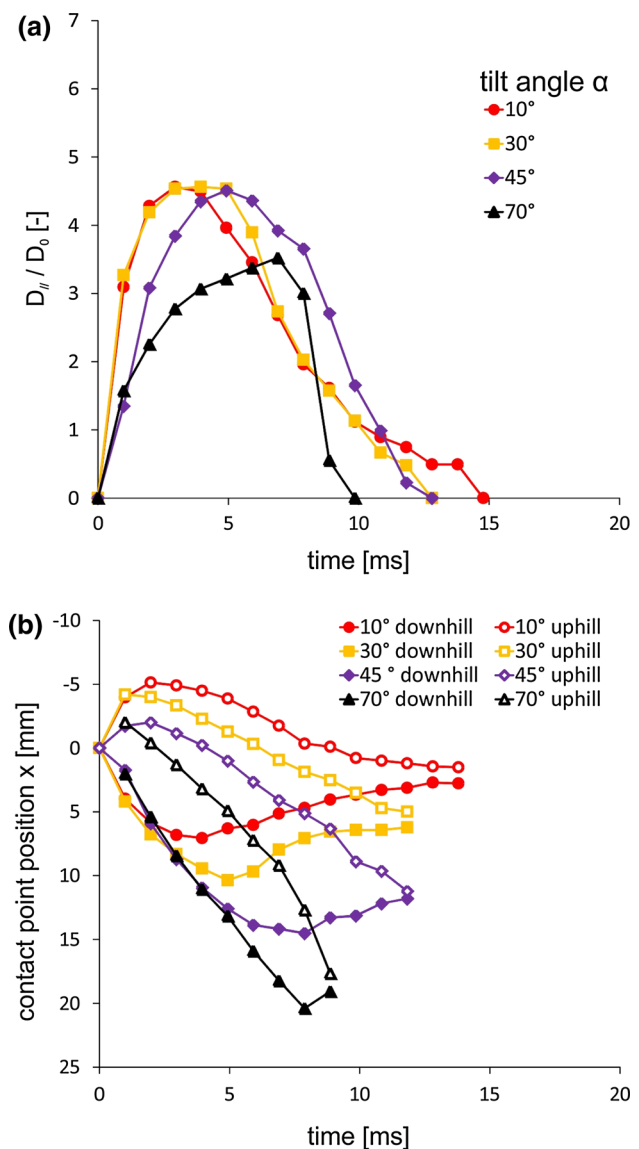 (a)
7
6
5
4
3
2
1
0
D// / D0 [-]
tilt angle α
10°
30°
45°
70°
0 5 10 15 20
time [ms]
(b)
-10
-5
0
5
10
15
20
25
contact point position x [mm]
10° downhill 10° uphill
30° downhill 30° uphill
45 ° downhill 45° uphill
70° downhill 70° uphill
0 5 10 15 20
time [ms]